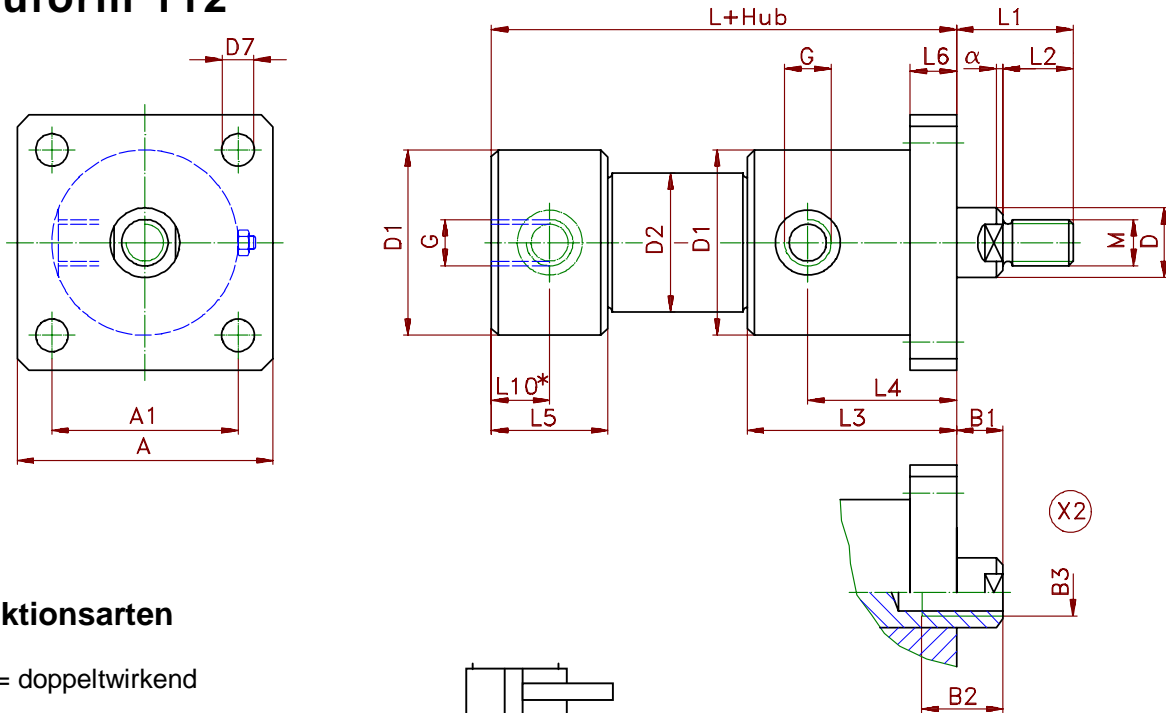 112
D7
L+Hub
L1
G
L6
α
L2
D1
G
D2
D1
M
D
L10*
L4
A1
L5
L3
B1
A
X2
B3
ktionsarten
= doppeltwirkend
B2